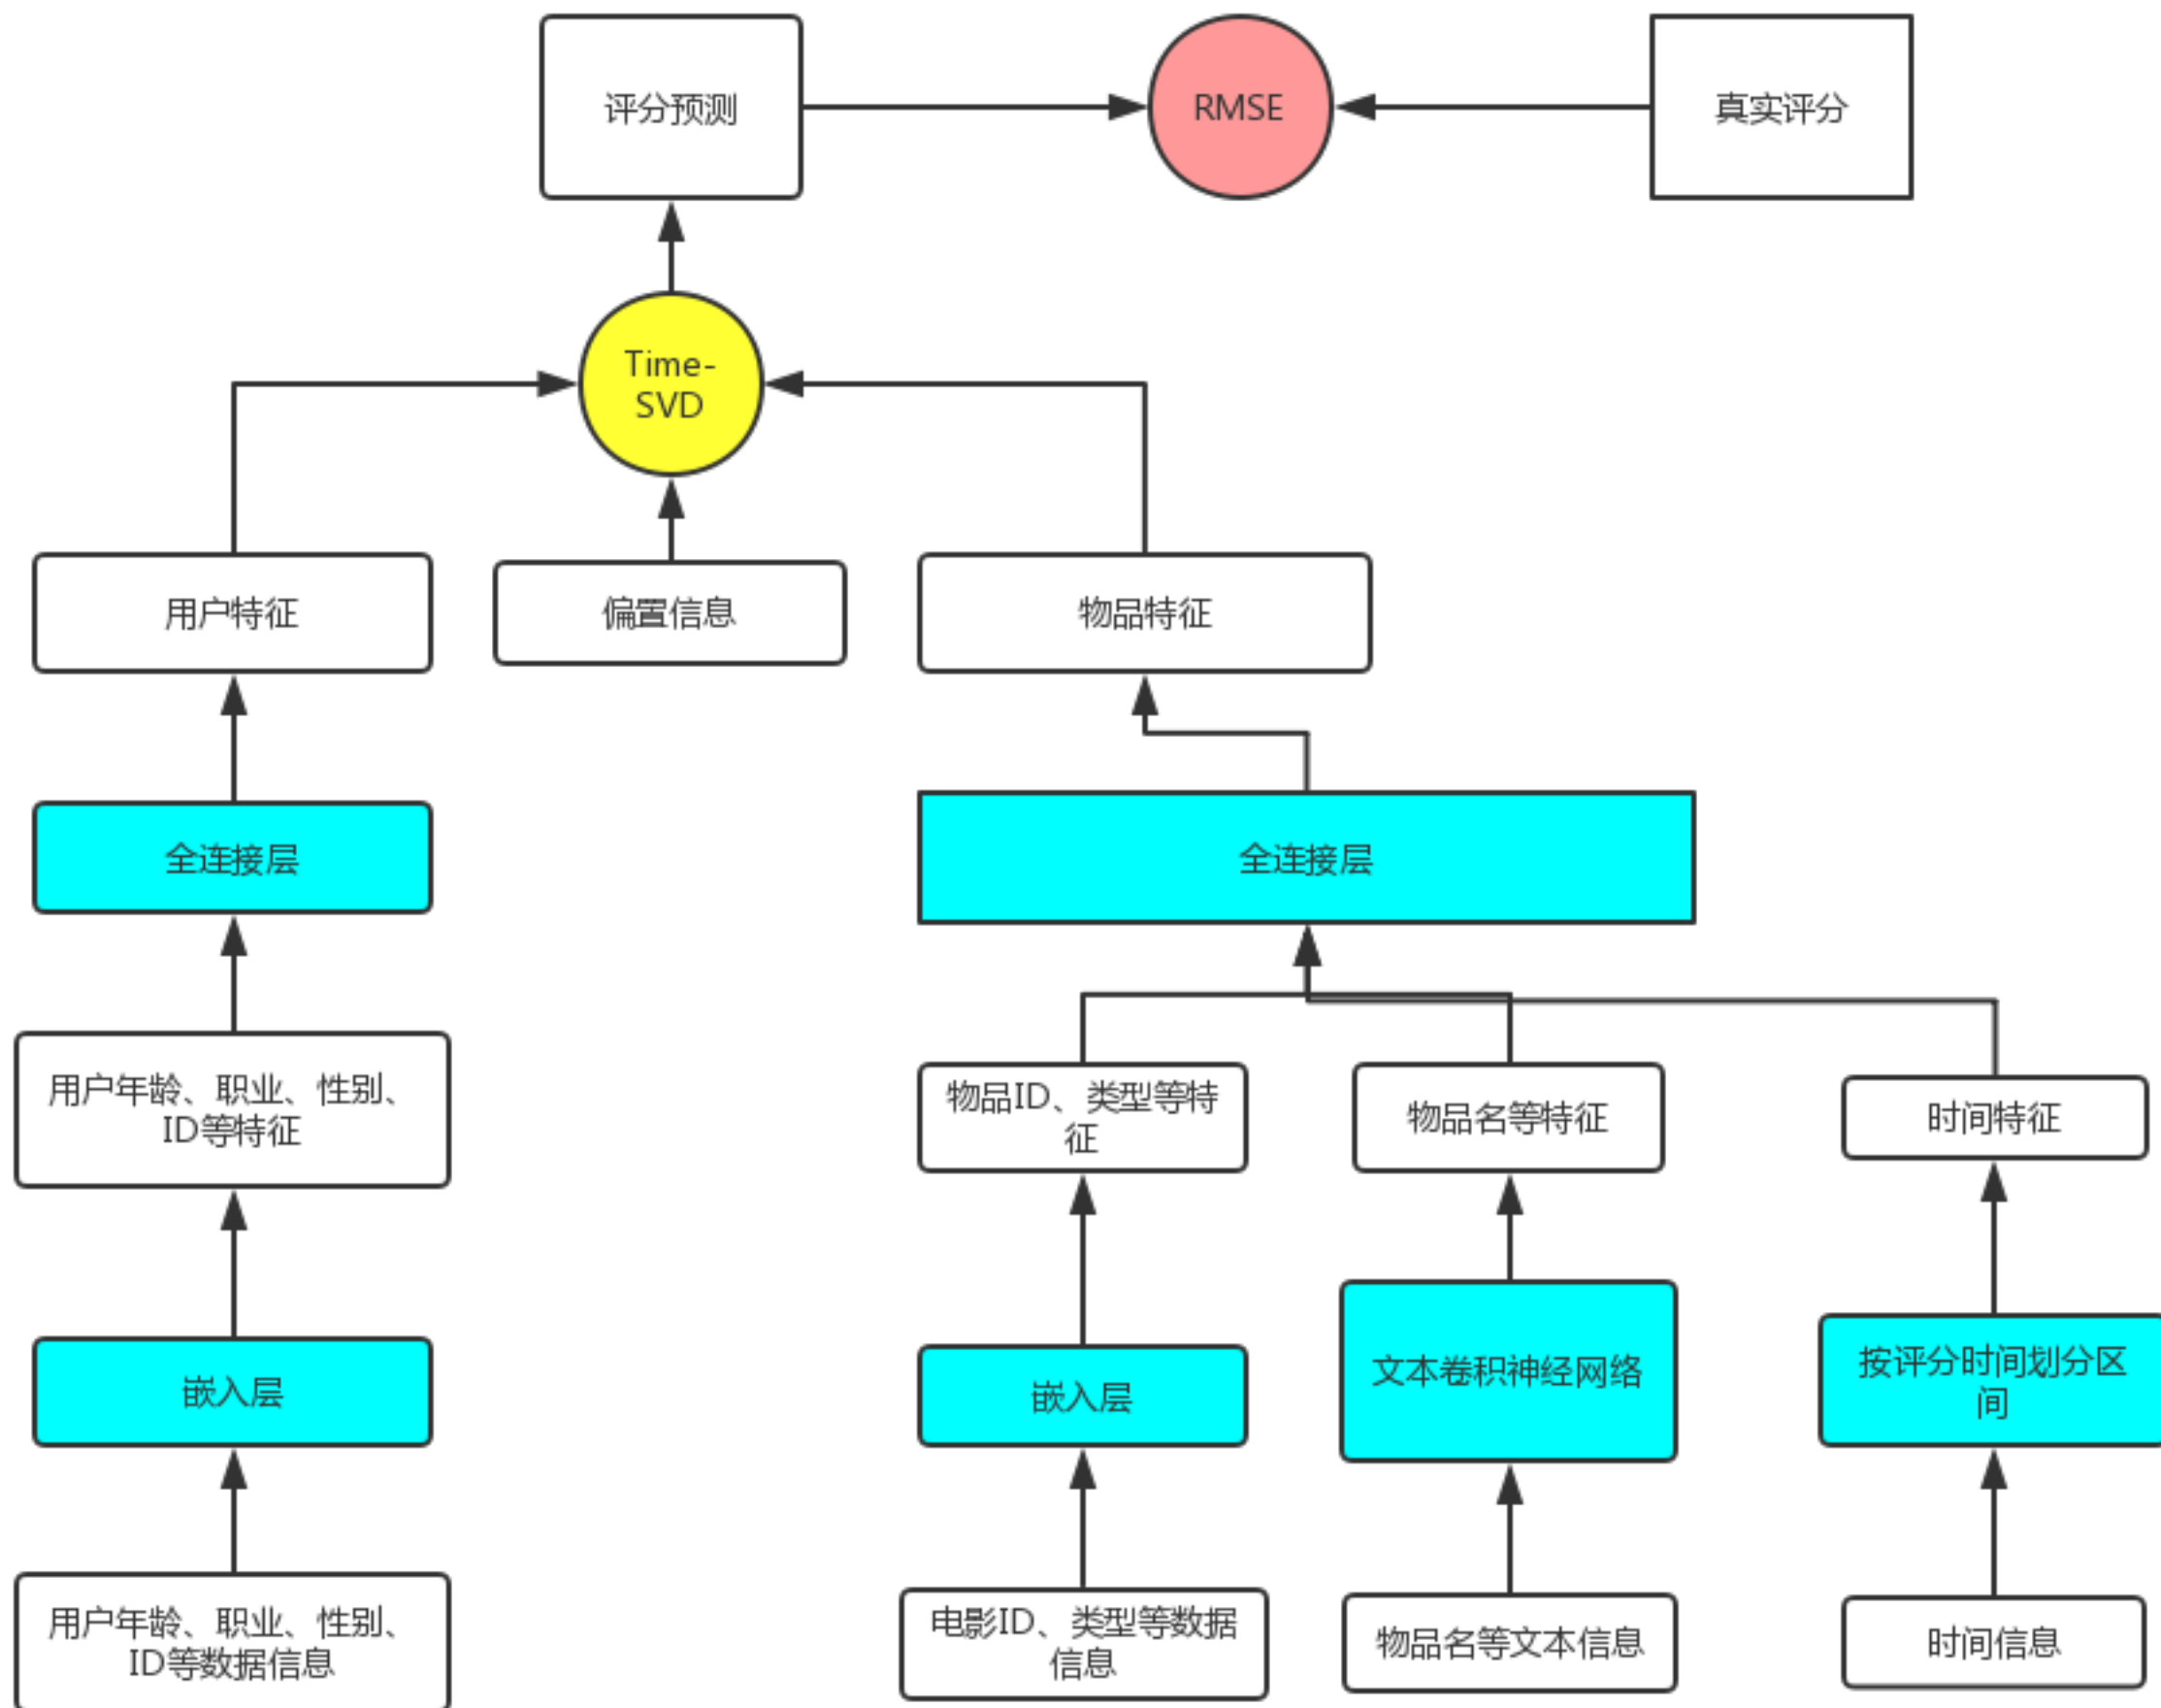 评分预测
RMSE
真实评分
Time-
SVD
用户特征
偏置信息
物品特征
全连接层
全连接层
用户年龄、职业、性别、
ID等特征
物品ID、类型等特
征
物品名等特征
时间特征
嵌入层
嵌入层
文本卷积神经网络
按评分时间划分区
间
用户年龄、职业、性别、
ID等数据信息
电影ID、类型等数据
信息
物品名等文本信息
时间信息